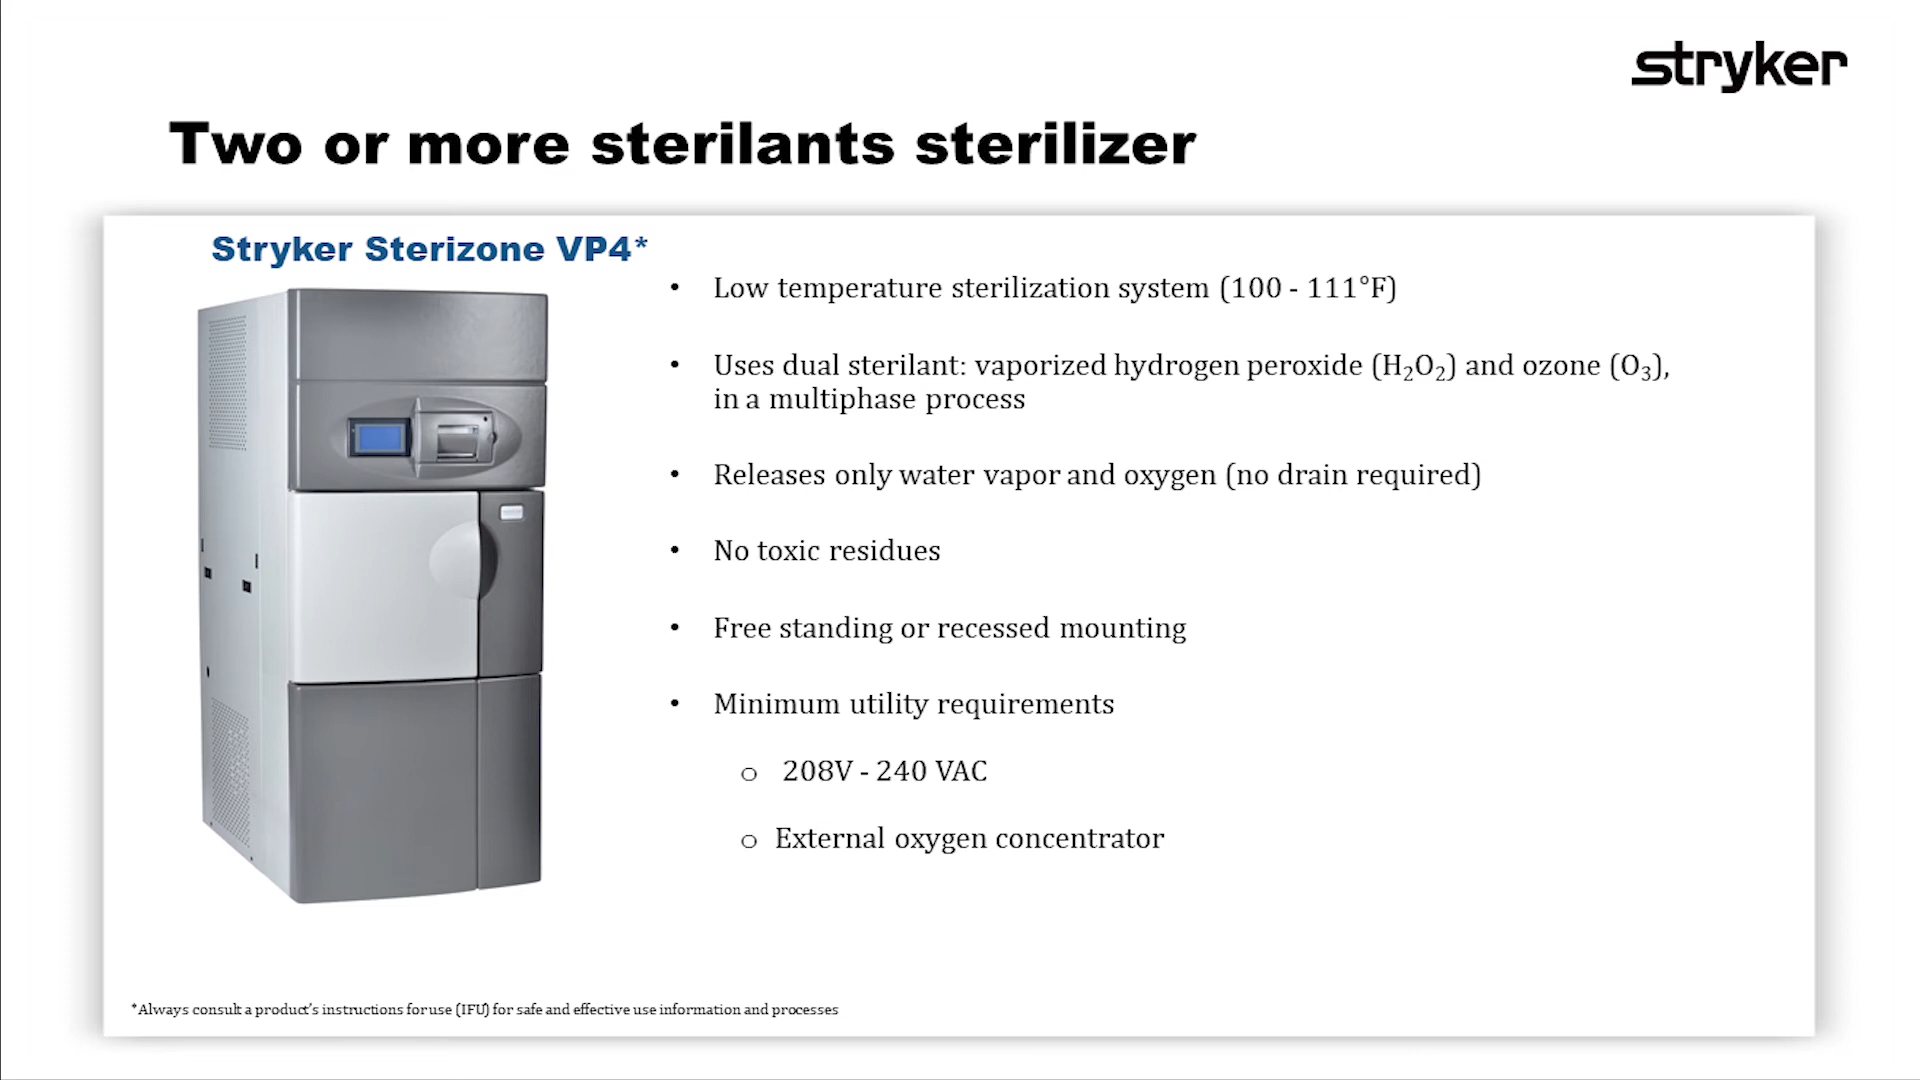 stryker
Two or more sterilants sterilizer
Stryker Sterizone VP4*
• Low temperature sterilization system (100 - 111°F)
• Uses dual sterilant: vaporized hydrogen peroxide (H₂O₂) and ozone (O₃),
in a multiphase process
• Releases only water vapor and oxygen (no drain required)
• No toxic residues
• Free standing or recessed mounting
• Minimum utility requirements
o 208V - 240 VAC
o External oxygen concentrator
*Always consult a product's instructions for use (IFU) for safe and effective use information and processes